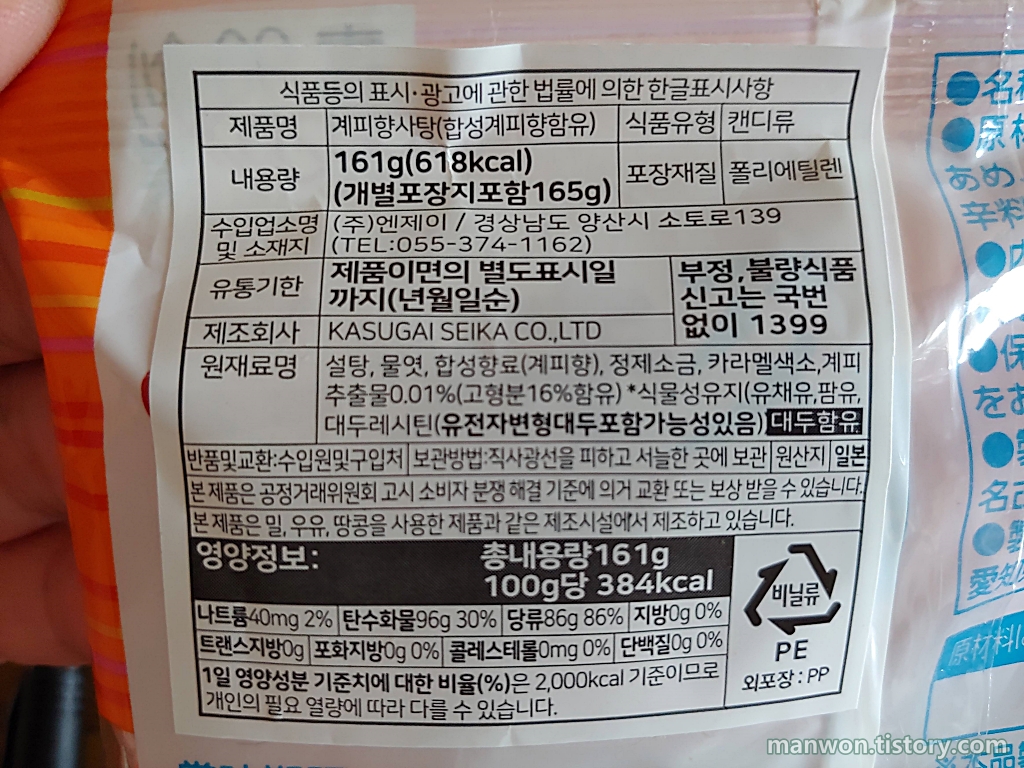 식품등의 표시·광고에 관한 법률에 의한 한글표시사항
제품명 계피향사탕(합성계피향함유) 식품유형 캔디류
내용량 161g(618kcal)
(개별포장지포함165g) 포장재질 폴리에틸렌
수입업소명 및 소재지 (주)엔제이 / 경상남도 양산시 소토로139
(TEL:055-374-1162)
유통기한 제품이면의 별도표시일
까지(년월일순)
부정,불량식품
신고는 국번
없이 1399
제조회사 KASUGAI SEIKA CO.,LTD
원재료명 설탕, 물엿, 합성향료(계피향), 정제소금, 카라멜색소,계피
추출물0.01%(고형분16%함유) *식물성유지(유채유,팜유,
대두레시틴(유전자변형대두포함가능성있음) 대두함유
반품및교환:수입원및구입처 보관방법:직사광선을 피하고 서늘한 곳에 보관 원산지 일본
본 제품은 공정거래위원회 고시 소비자 분쟁 해결 기준에 의거 교환 또는 보상 받을 수 있습니다.
본 제품은 밀, 우유, 땅콩을 사용한 제품과 같은 제조시설에서 제조하고 있습니다.
영양정보: 총내용량161g
100g당 384kcal
나트륨40mg 2% 탄수화물96g 30% 당류86g 86% 지방0g 0%
트랜스지방0g 포화지방0g 0% 콜레스테롤0mg 0% 단백질0g 0%
1일 영양성분 기준치에 대한 비율(%)은 2,000kcal 기준이므로
개인의 필요 열량에 따라 다를 수 있습니다.
비닐류
PE
외포장 : PP
●名称
●原材
あめ
辛料
をお
名古
愛知
原材料に
※本品
manwon.tistory.com